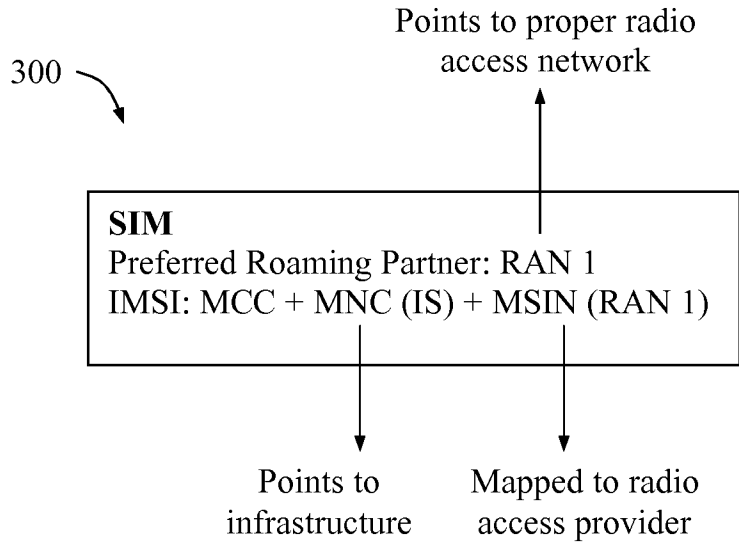 Points to proper radio
access network
300
SIM
Preferred Roaming Partner: RAN 1
IMSI: MCC + MNC (IS) + MSIN (RAN 1)
Points to
infrastructure
Mapped to radio
access provider